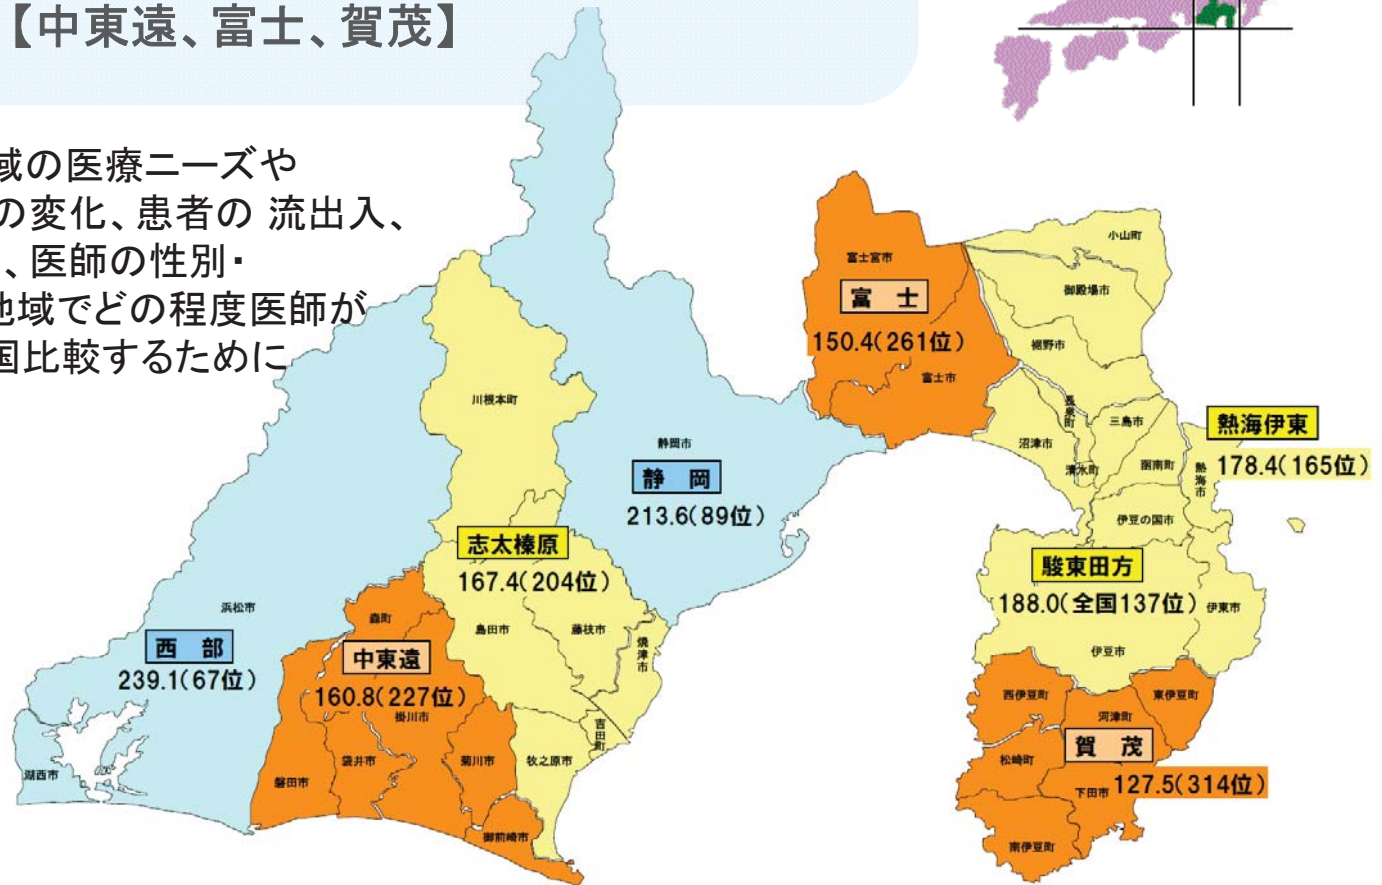 【中東遠、富士、賀茂】
域の医療ニーズや
の変化、患者の 流出入、
、医師の性別・
地域でどの程度医師が
国比較するために
小山町
富士宮市
御殿場市
富 士
150.4(261位)
裾野市
富士市
川根本町
長泉町
三島市
熱海伊東
178.4(165位)
静岡市
沼津市
清水町
函南町
熱海市
静 岡
213.6(89位)
伊豆の国市
志太榛原
167.4(204位)
駿東田方
188.0(全国137位)
伊東市
浜松市
森町
島田市
藤枝市
焼津市
西 部
239.1(67位)
中東遠
160.8(227位)
伊豆市
掛川市
西伊豆町
東伊豆町
河津町
吉田町
賀 茂
127.5(314位)
湖西市
磐田市
袋井市
菊川市
牧之原市
松崎町
下田市
御前崎市
南伊豆町